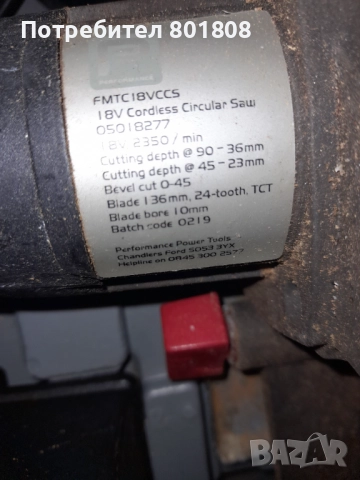 Потребител 801808
PERFORMANCE
FMTC18VCCS
18V Cordless Circular Saw
05018277
18V, 2350 / min
Cutting depth @ 90 - 36mm
Cutting depth @ 45 - 23mm
Bevel cut 0-45
Blade 136mm, 24-tooth, TCT
Blade bore 10mm
Batch code 0219
Performance Power Tools
Chandlers Ford SO53 3YX
Helpline on 0845 300 2577
BAZAR